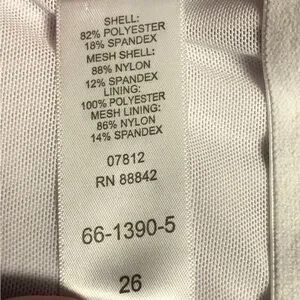 SHELL:
82% POLYESTER
18% SPANDEX
MESH SHELL:
88% NYLON
12% SPANDEX
LINING:
100% POLYESTER
MESH LINING:
86% NYLON
14% SPANDEX
07812
RN 88842
66-1390-5
26